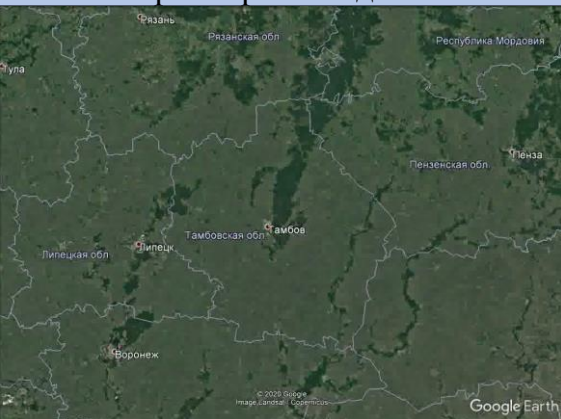 Рязань
Рязанская обл
Республика Мордовия
Тула
Пенза
Пензенская обл.
Тамбов
Тамбовская обл.
Липецк
Липецкая обл
Воронеж
© 2020 Google
Image Landsat / Copernicus
Google Earth